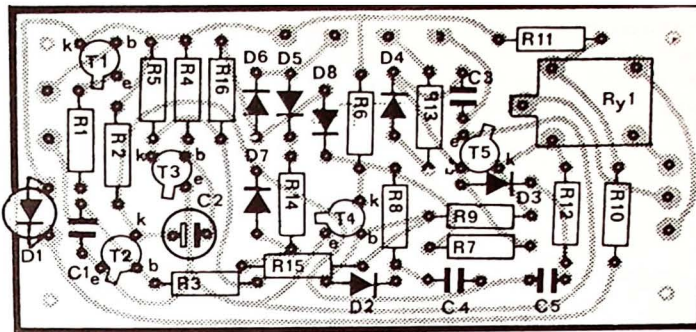 R11
D6 D5 D4
k b D8 C3
T1
e
R5 R4 R16 R6 R13 Ry1
R1 R2
e
k b T5 k
T3 D7
e D3
R14 k R8 R12 R10
C2 T4 R9
D1 k e b R7
T2
C1 e b R3 R15
D2 C4 C5